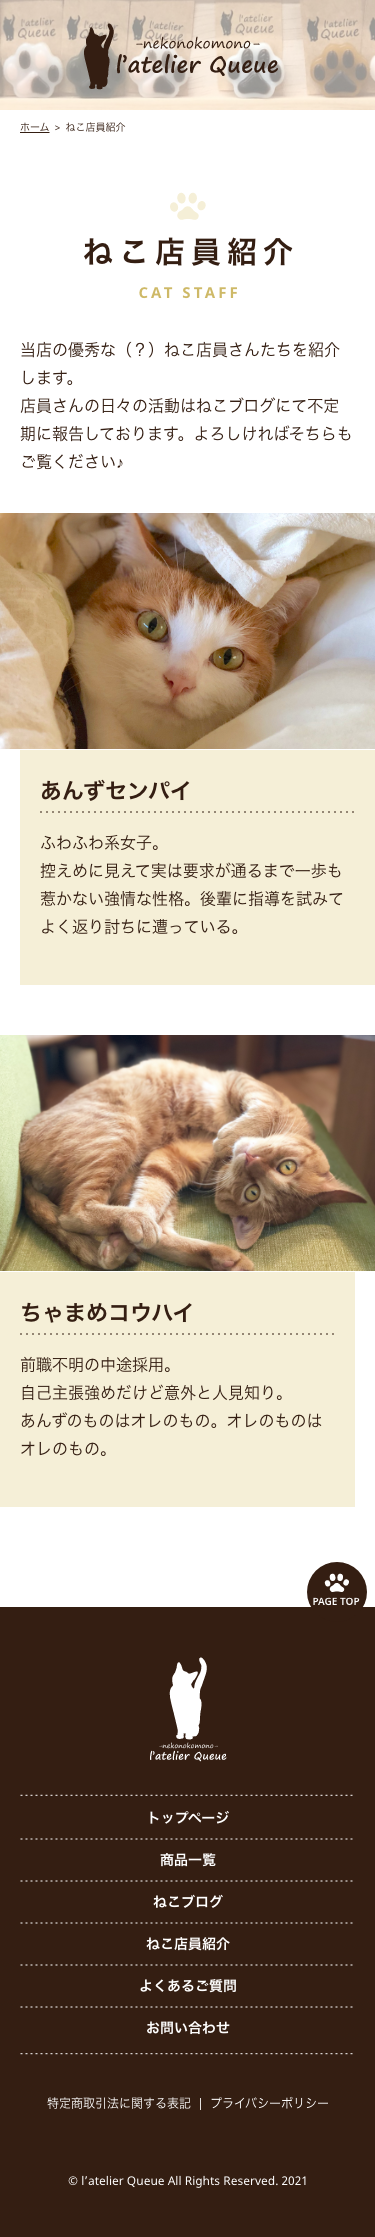 l'atelier Queue
l'atelier Queue
l'atelier Queue
-nekonokomono-
l'atelier Queue
ホーム > ねこ店員紹介
ねこ店員紹介
CAT STAFF
当店の優秀な（？）ねこ店員さんたちを紹介
します。
店員さんの日々の活動はねこブログにて不定
期に報告しております。よろしければそちらも
ご覧ください♪
あんずセンパイ
ふわふわ系女子。
控えめに見えて実は要求が通るまで一歩も
惹かない強情な性格。後輩に指導を試みて
よく返り討ちに遭っている。
ちゃまめコウハイ
前職不明の中途採用。
自己主張強めだけど意外と人見知り。
あんずのものはオレのもの。オレのものは
オレのもの。
PAGE TOP
-nekonokomono-
l'atelier Queue
トップページ
商品一覧
ねこブログ
ねこ店員紹介
よくあるご質問
お問い合わせ
特定商取引法に関する表記 | プライバシーポリシー
© l'atelier Queue All Rights Reserved. 2021